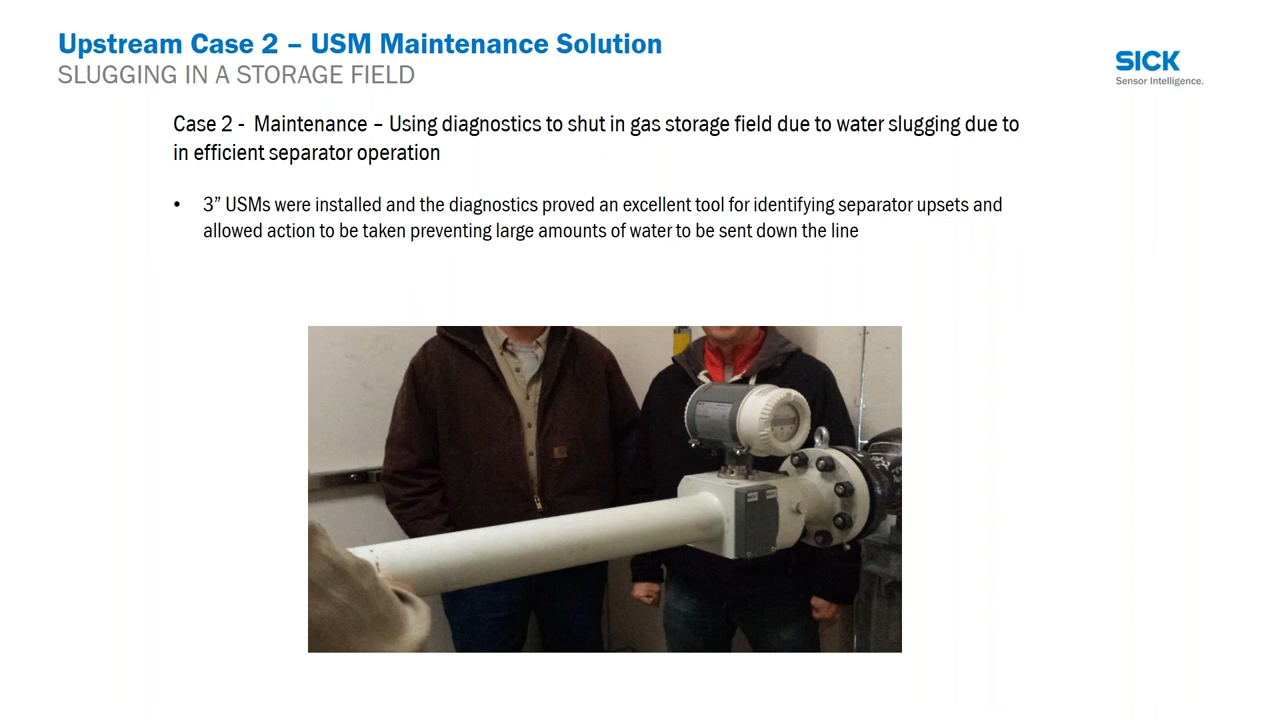 Upstream Case 2 – USM Maintenance Solution
SLUGGING IN A STORAGE FIELD
SICK
Sensor Intelligence.
Case 2 -  Maintenance – Using diagnostics to shut in gas storage field due to water slugging due to
in efficient separator operation
• 3” USMs were installed and the diagnostics proved an excellent tool for identifying separator upsets and
allowed action to be taken preventing large amounts of water to be sent down the line